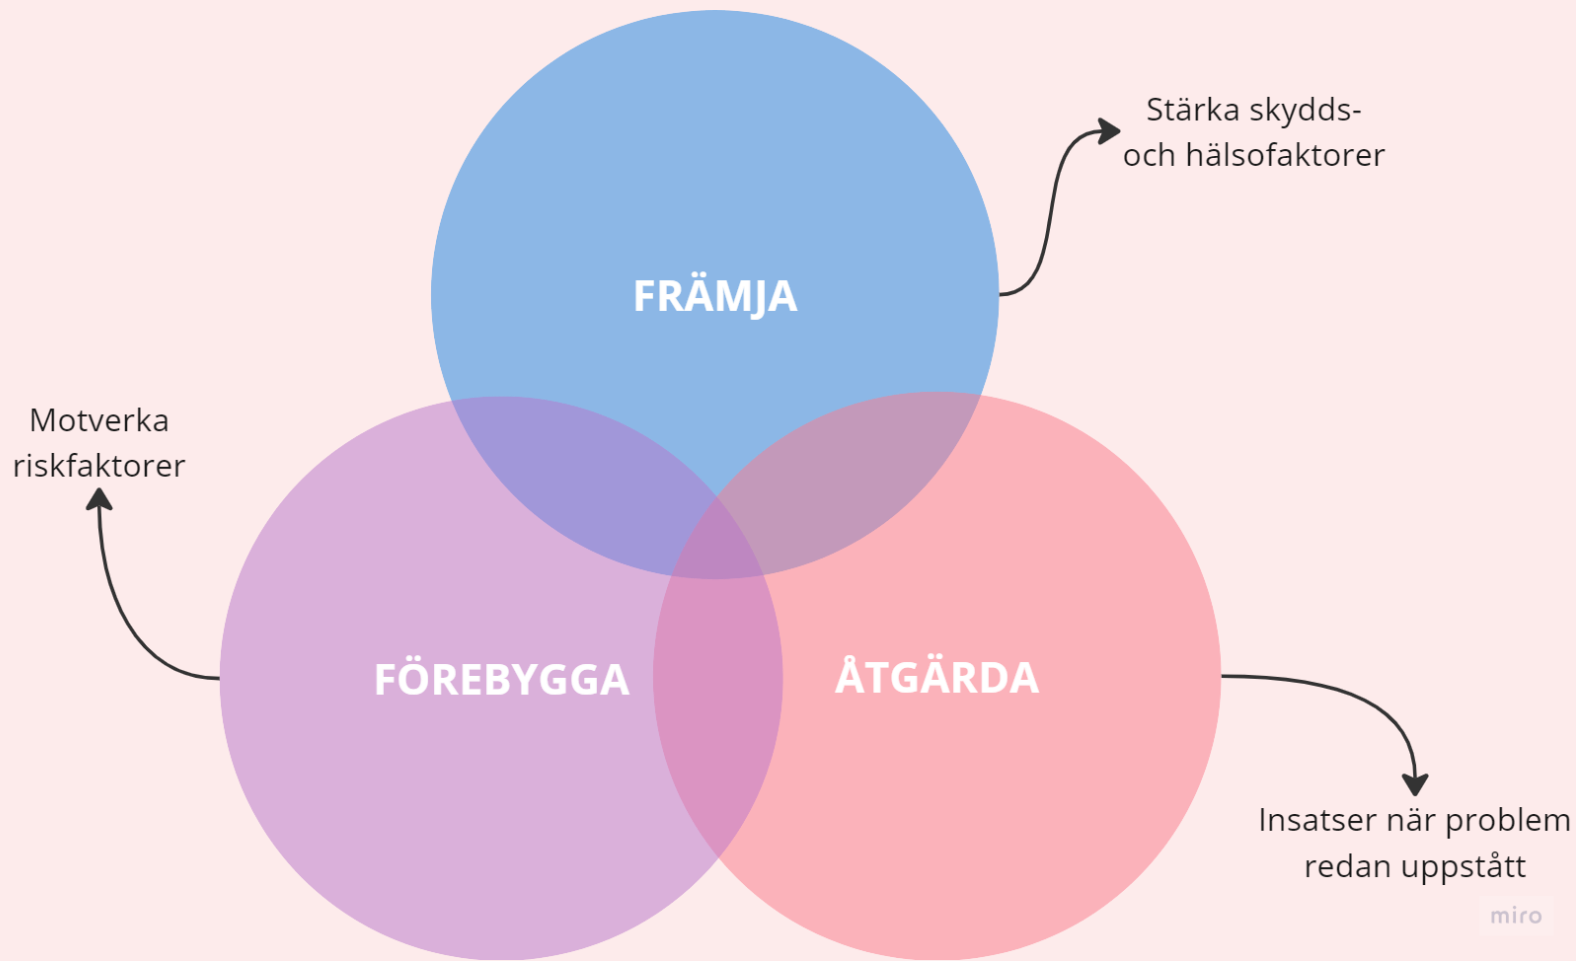 Stärka skydds-
och hälsofaktorer
FRÄMJA
Motverka
riskfaktorer
FÖREBYGGA
ÅTGÄRDA
Insatser när problem
redan uppstått
miro